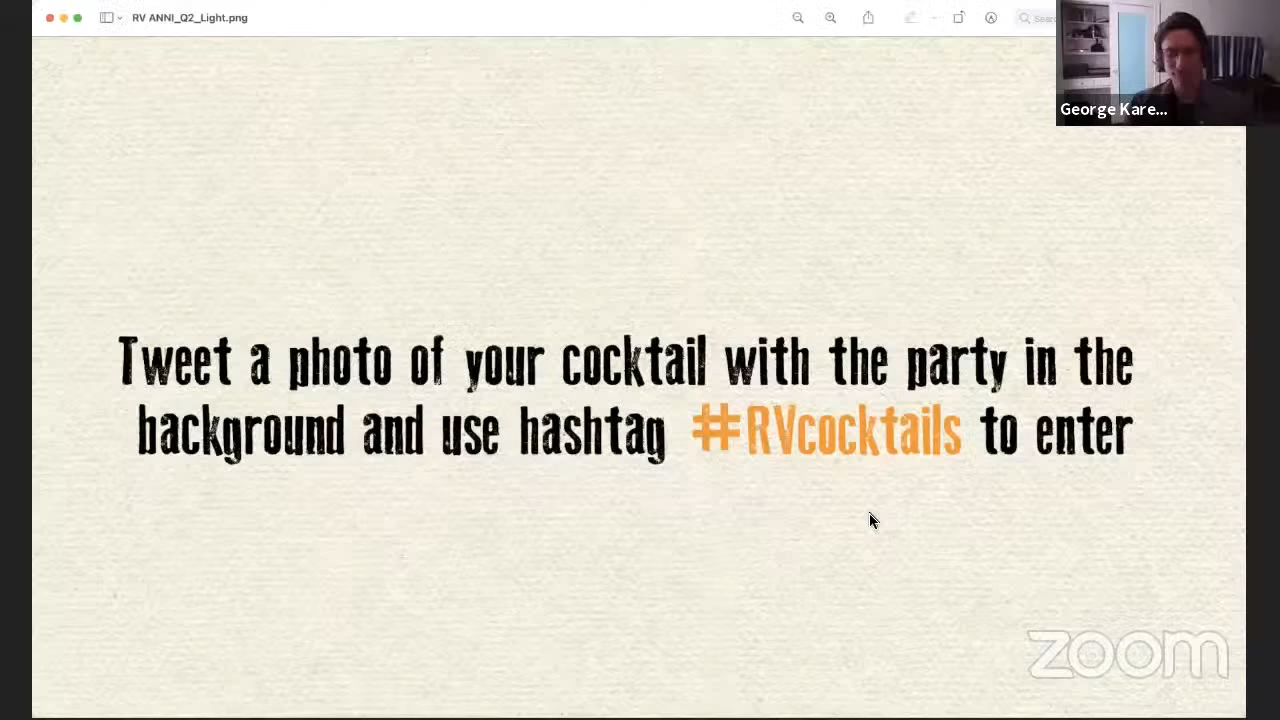 RV ANNI_Q2_Light.png
George Kare...
Tweet a photo of your cocktail with the party in the
background and use hashtag #RVcocktails to enter
zoom